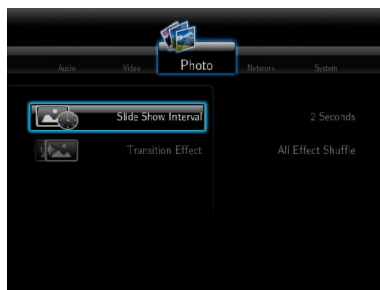 Audio Video Photo Network System
Slide Show Interval 2 Seconds
Transition Effect All Effect Shuffle